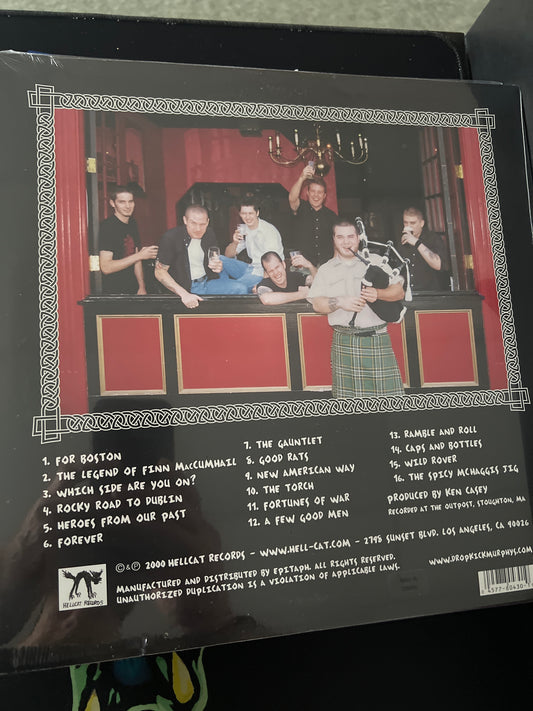 1. FOR BOSTON
2. THE LEGEND OF FINN MacCUMHAIL
3. WHICH SIDE ARE YOU ON?
4. ROCKY ROAD TO DUBLIN
5. HEROES FROM OUR PAST
6. FOREVER
7. THE GAUNTLET
8. GOOD RATS
9. NEW AMERICAN WAY
10. THE TORCH
11. FORTUNES OF WAR
12. A FEW GOOD MEN
13. RAMBLE AND ROLL
14. CAPS AND BOTTLES
15. WILD ROVER
16. THE SPICY MCHAGGIS JIG
PRODUCED BY KEN CASEY
RECORDED AT THE OUTPOST, STOUGHTON, MA
©&℗ 2000 HELLCAT RECORDS – WWW.HELL-CAT.COM – 2798 SUNSET BLVD. LOS ANGELES, CA 90026
MANUFACTURED AND DISTRIBUTED BY EPITAPH. ALL RIGHTS RESERVED.
UNAUTHORIZED DUPLICATION IS A VIOLATION OF APPLICABLE LAWS.
WWW.DROPKICKMURPHYS.COM
HELLCAT RECORDS
45777-80430-1